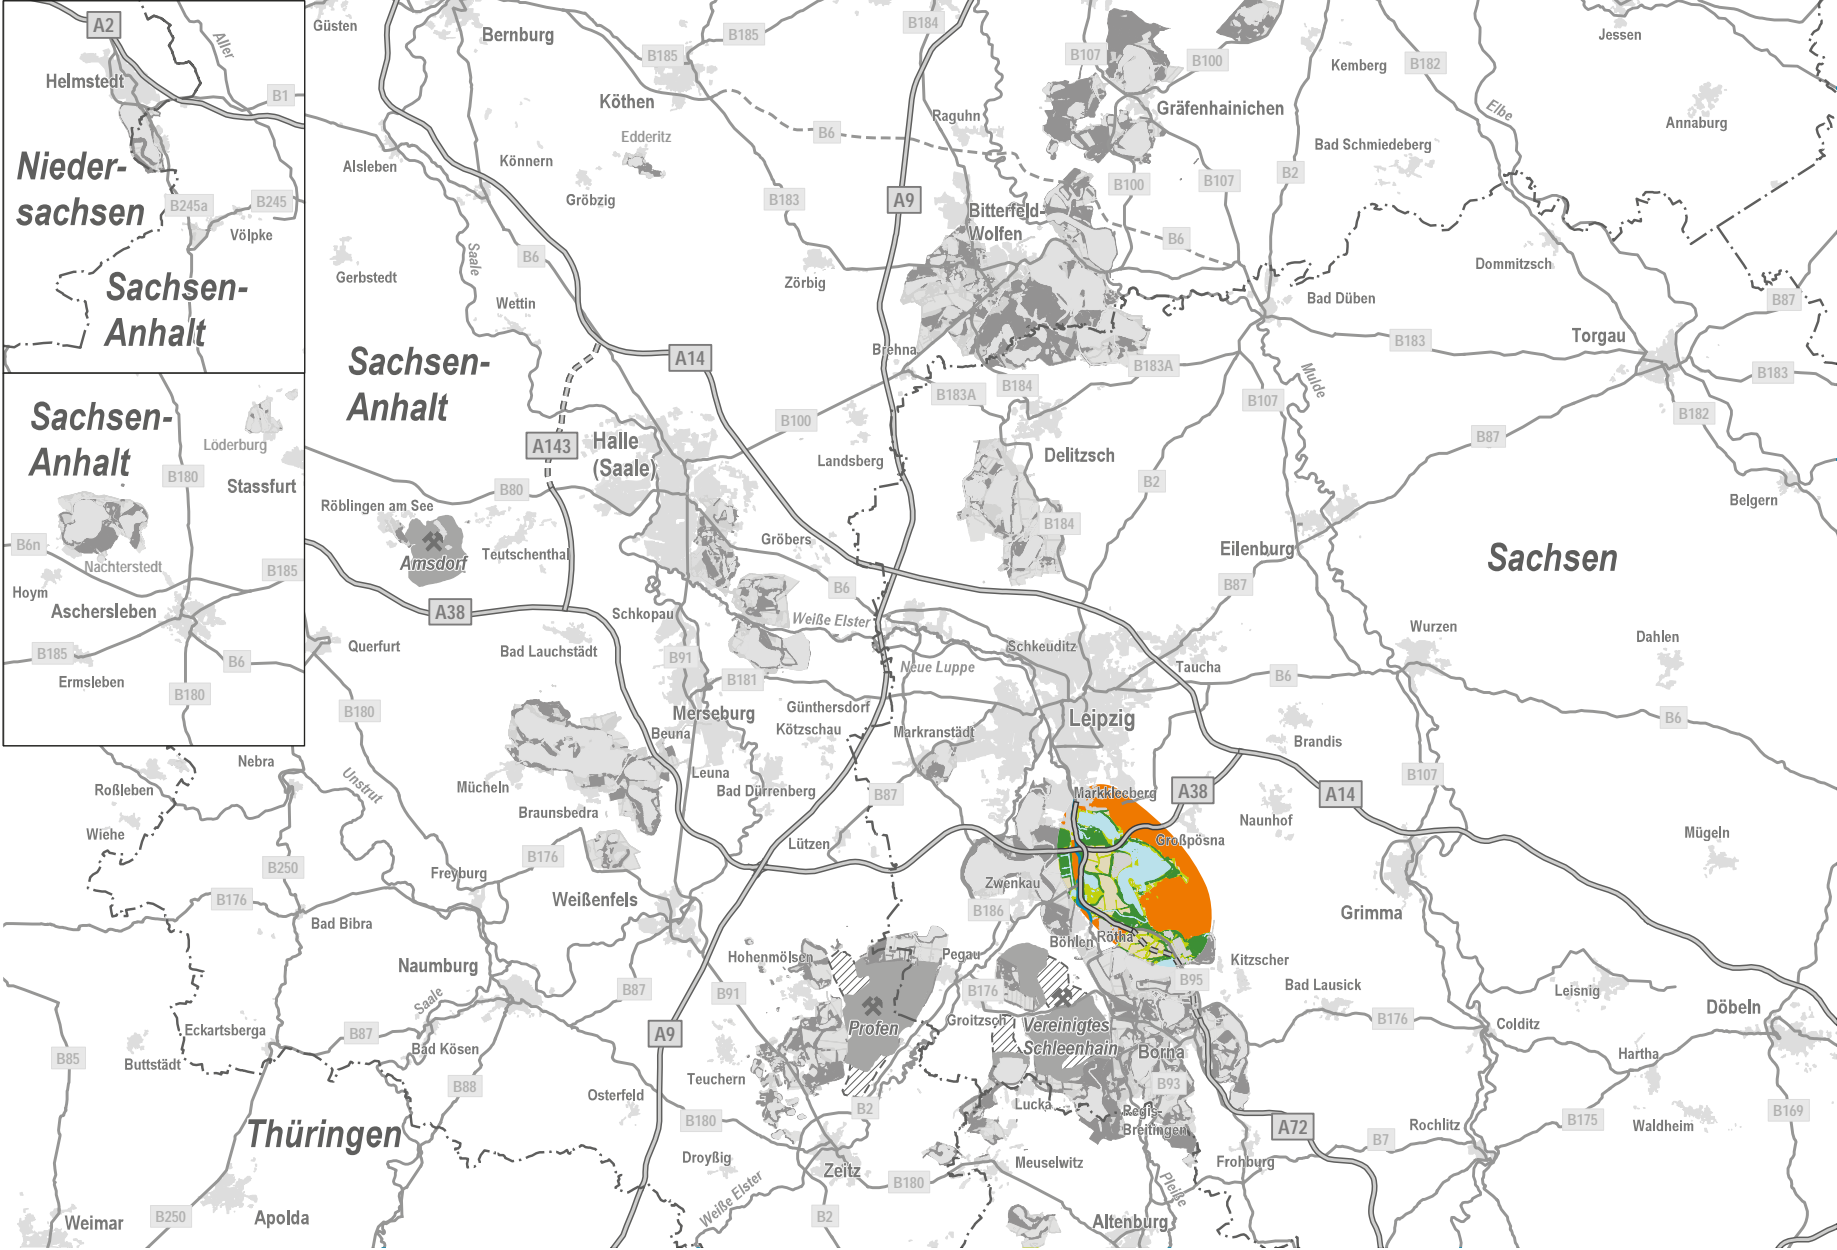 A2
Aller
Helmstedt
B1
Nieder-
sachsen
B245a
B245
Völpke
Sachsen-
Anhalt
Sachsen-
Anhalt
Löderburg
B180
Stassfurt
B6n
Nachterstedt
B185
Hoym
Aschersleben
B185
B6
Ermsleben
B180
Güsten
Bernburg
B185
B185
B184
B107
B100
Jessen
Kemberg
B182
Köthen
Gräfenhainichen
Elbe
Annaburg
Raguhn
Edderitz
B6
Bad Schmiedeberg
Alsleben
Könnern
Gröbzig
B183
A9
B100
B107
B2
Bitterfeld-
Wolfen
B6
Saale
B6
Gerbstedt
Zörbig
Dommitzsch
Wettin
Bad Düben
B87
Torgau
B183
Sachsen-
Anhalt
A14
Brehna
B183A
B184
B183A
Mulde
B183
B107
B182
B100
A143
Halle
(Saale)
B87
Landsberg
Delitzsch
B80
B2
Belgern
Röblingen am See
B184
Amsdorf
Teutschenthal
Gröbers
Eilenburg
Sachsen
B6
B87
A38
Schkopau
Weiße Elster
Wurzen
Dahlen
Querfurt
Bad Lauchstädt
B91
Schkeuditz
Neue Luppe
Taucha
B181
B6
B180
Merseburg
Günthersdorf
Leipzig
B6
Beuna
Kötzschau
Markranstädt
Brandis
Nebra
Leuna
B107
Roßleben
Unstrut
Mücheln
Bad Dürrenberg
B87
Markkleeberg
A38
A14
Braunsbedra
Naunhof
Wiehe
Lützen
Großpösna
Mügeln
B250
B176
Freyburg
Zwenkau
B176
Weißenfels
B186
Grimma
Bad Bibra
Böhlen
Rötha
Hohenmölsen
Pegau
Kitzscher
Naumburg
B95
Bad Lausick
B87
B91
B176
Leisnig
Saale
Döbeln
Eckartsberga
B87
A9
Profen
Groitzsch
Vereinigtes
Schleenhain
B176
Colditz
Bad Kösen
Borna
Hartha
B85
Buttstädt
Teuchern
B88
B93
Osterfeld
Lucka
B2
Regis-
Breitingen
B169
Thüringen
B180
A72
B175
Rochlitz
Waldheim
B7
Droyßig
Zeitz
Meuselwitz
Frohburg
B180
Weiße Elster
Pleiße
Weimar
B250
Apolda
B2
Altenburg